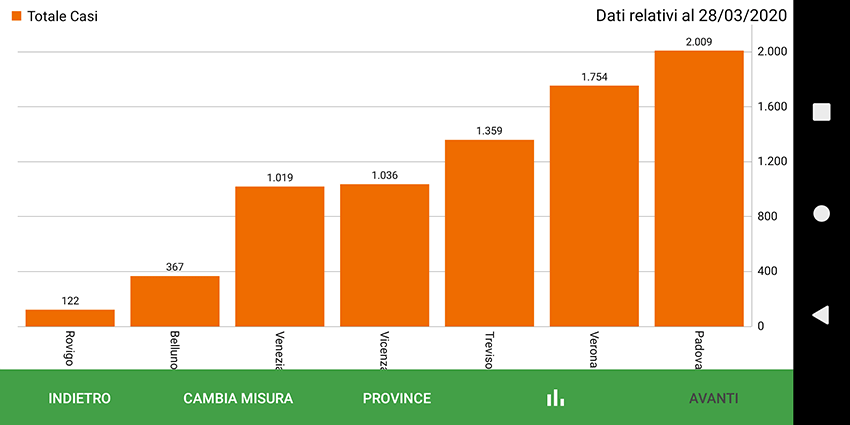 Totale Casi
Dati relativi al 28/03/2020
2.009
2.000
1.754
1.600
1.359
1.200
1.019
1.036
800
367
400
122
0
Rovigo
Belluno
Venezia
Vicenza
Treviso
Verona
Padova
INDIETRO
CAMBIA MISURA
PROVINCE
AVANTI